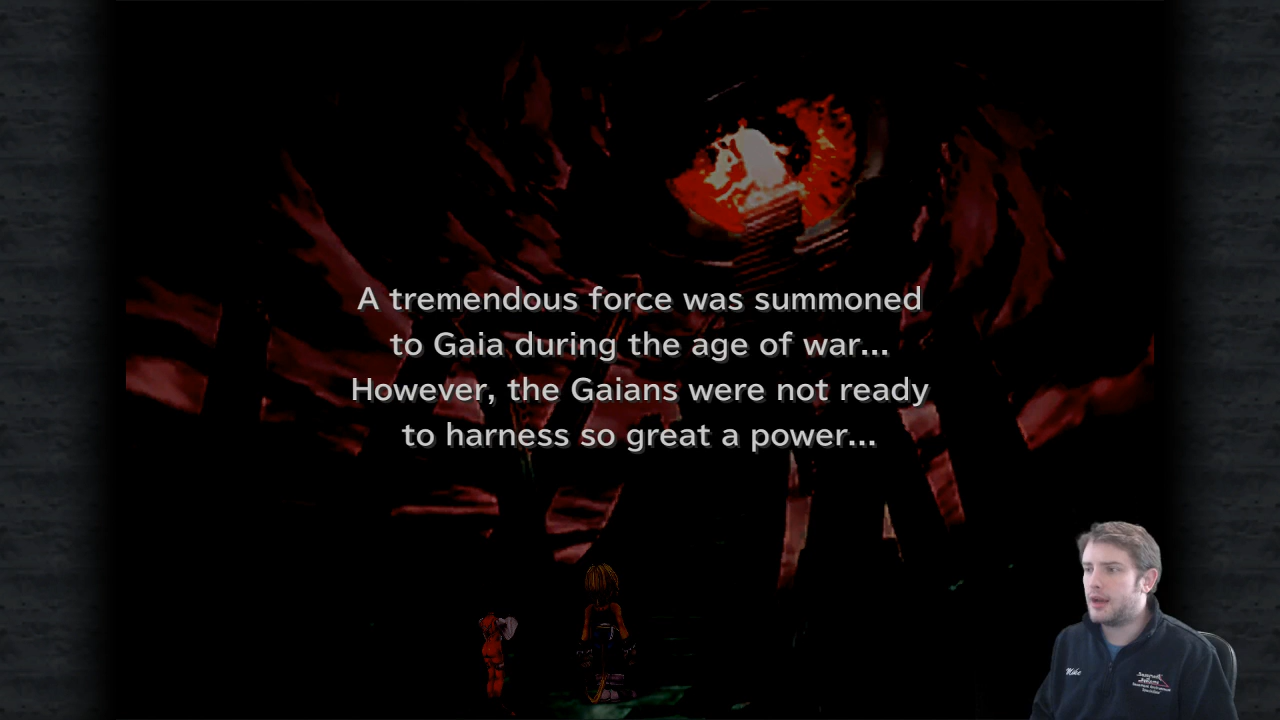 A tremendous force was summoned
to Gaia during the age of war...
However, the Gaians were not ready
to harness so great a power...
Mike